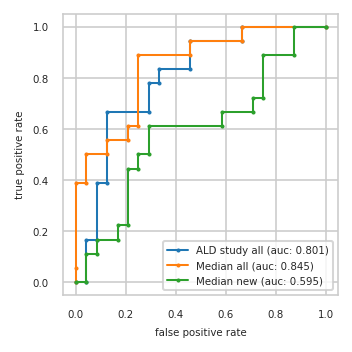 true positive rate
1.0
0.8
0.6
0.4
0.2
0.0
ALD study all (auc: 0.801)
Median all (auc: 0.845)
Median new (auc: 0.595)
0.0 0.2 0.4 0.6 0.8 1.0
false positive rate